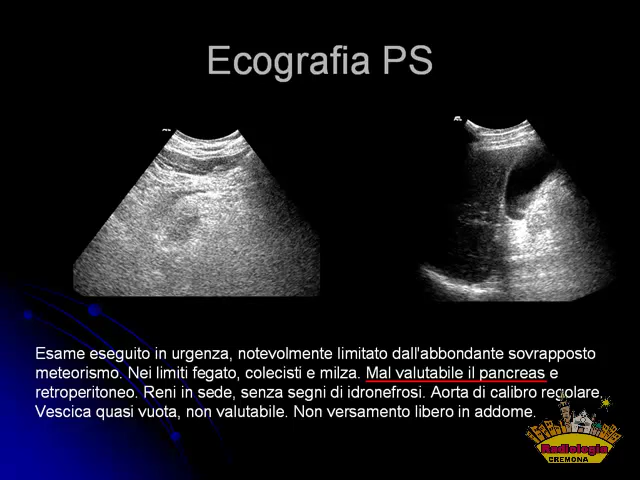 Ecografia PS
Esame eseguito in urgenza, notevolmente limitato dall'abbondante sovrapposto
meteorismo. Nei limiti fegato, colecisti e milza. Mal valutabile il pancreas e
retroperitoneo. Reni in sede, senza segni di idronefrosi. Aorta di calibro regolare.
Vescica quasi vuota, non valutabile. Non versamento libero in addome.
Radiologia
CREMONA